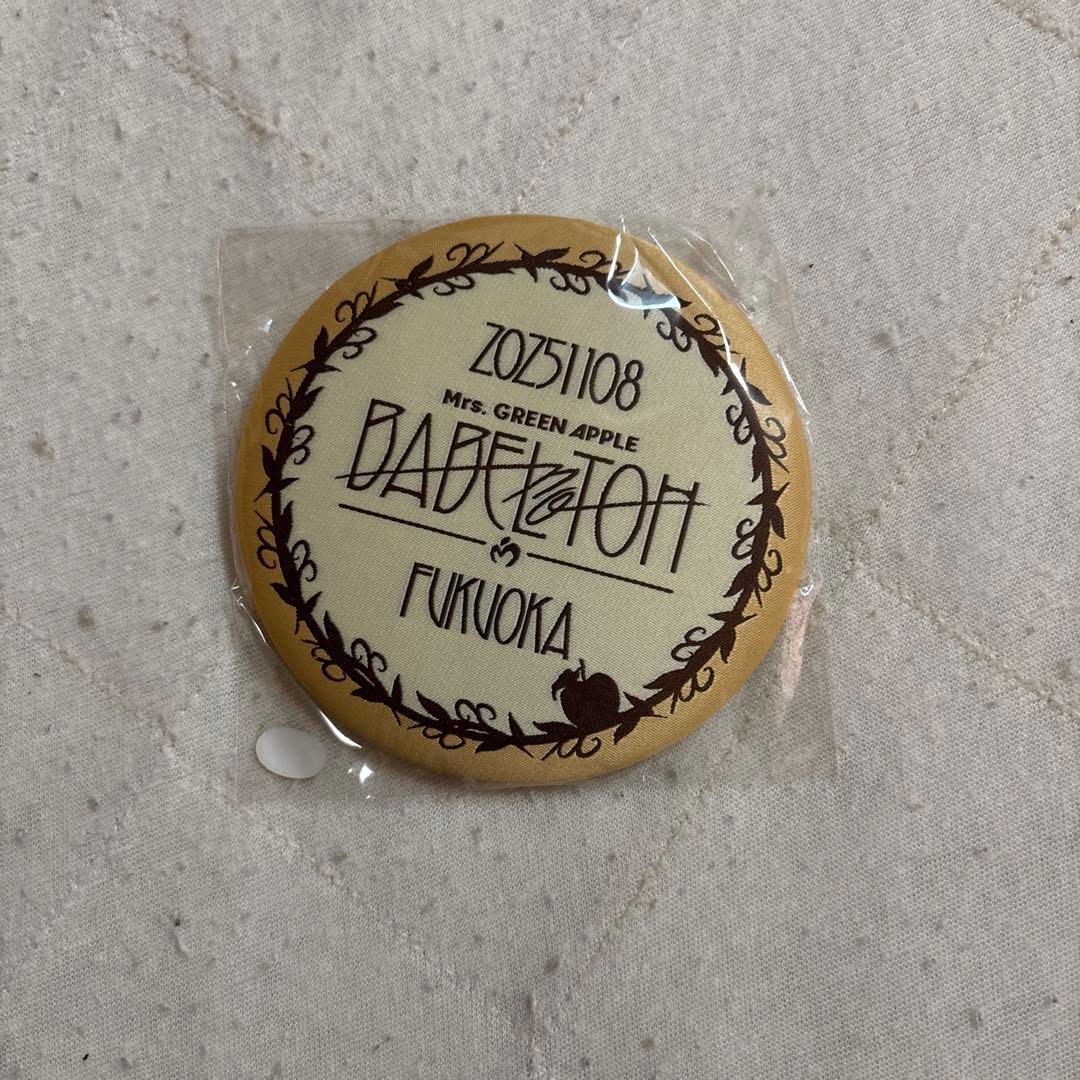 20251108
Mrs. GREEN APPLE
BABEL no TOH
FUKUOKA